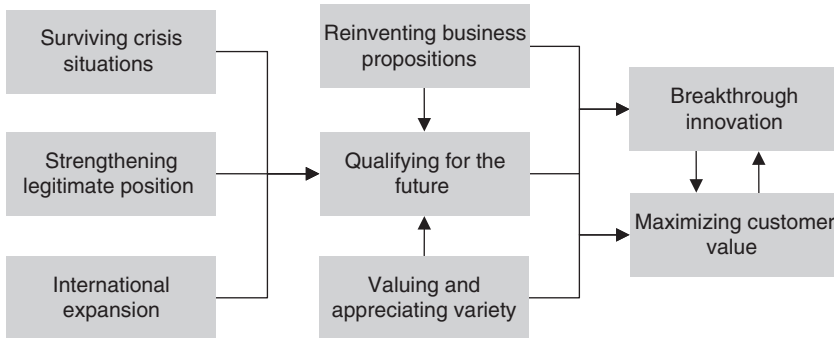 Surviving crisis
situations
Strengthening
legitimate position
International
expansion
Reinventing business
propositions
Qualifying for the
future
Valuing and
appreciating variety
Breakthrough
innovation
Maximizing customer
value